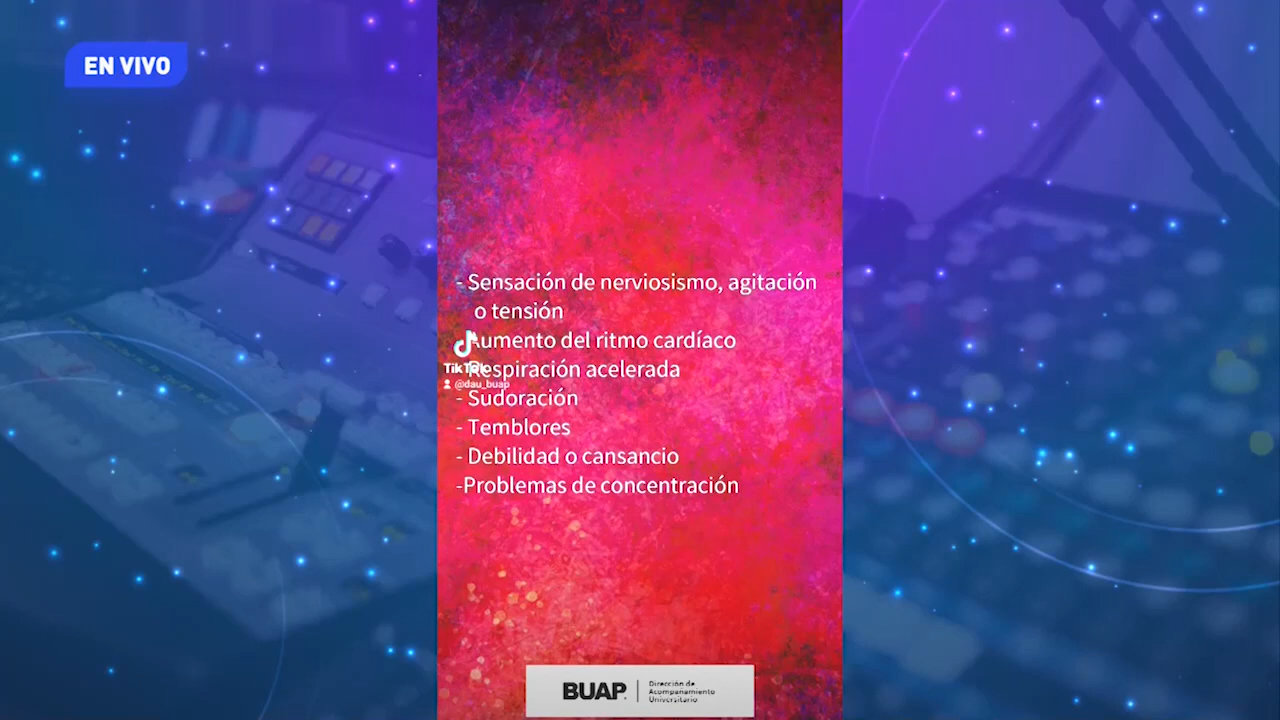 EN VIVO
- Sensación de nerviosismo, agitación
o tensión
Aumento del ritmo cardíaco
TikTok
Respiración acelerada
@dau_buap
- Sudoración
- Temblores
- Debilidad o cansancio
-Problemas de concentración
BUAP
Dirección de
Acompañamiento
Universitario